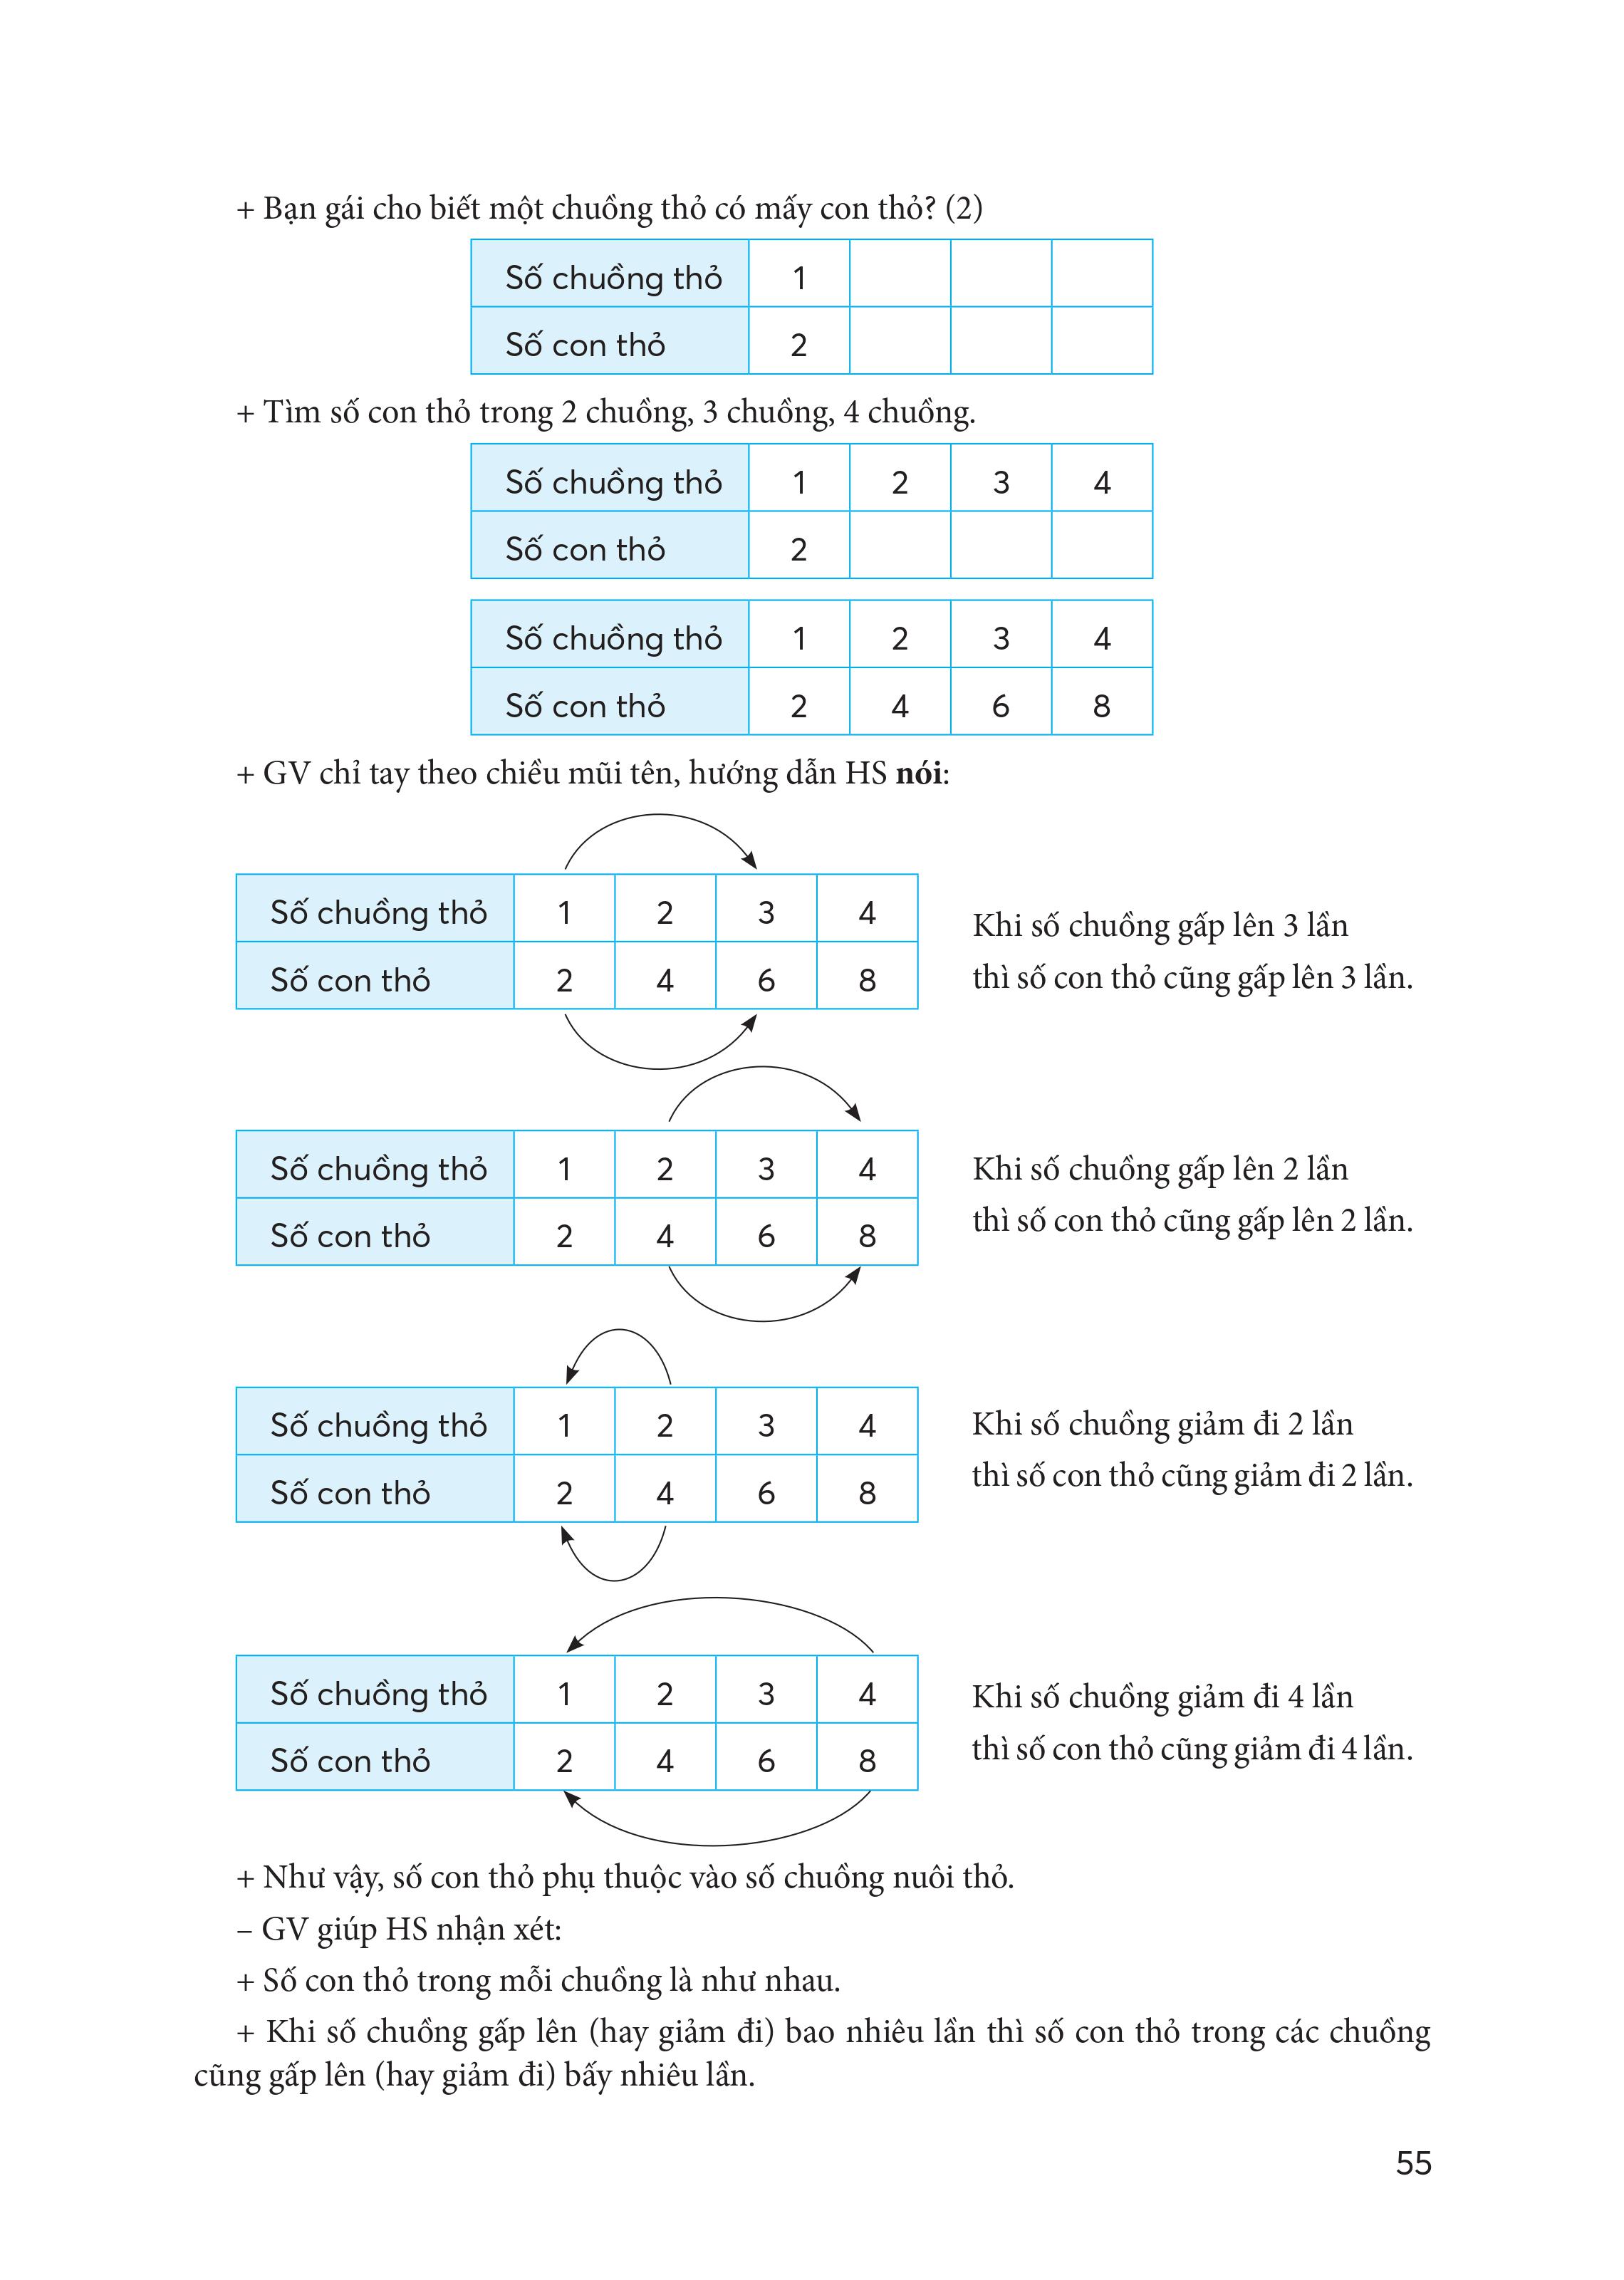 + Bạn gái cho biết một chuồng thỏ có mấy con thỏ? (2)
Số chuồng thỏ 1
Số con thỏ 2
+ Tìm số con thỏ trong 2 chuồng, 3 chuồng, 4 chuồng.
Số chuồng thỏ 1 2 3 4
Số con thỏ 2
Số chuồng thỏ 1 2 3 4
Số con thỏ 2 4 6 8
+ GV chỉ tay theo chiều mũi tên, hướng dẫn HS nói:
Số chuồng thỏ 1 2 3 4
Số con thỏ 2 4 6 8
Khi số chuồng gấp lên 3 lần
thì số con thỏ cũng gấp lên 3 lần.
Số chuồng thỏ 1 2 3 4
Số con thỏ 2 4 6 8
Khi số chuồng gấp lên 2 lần
thì số con thỏ cũng gấp lên 2 lần.
Số chuồng thỏ 1 2 3 4
Số con thỏ 2 4 6 8
Khi số chuồng giảm đi 2 lần
thì số con thỏ cũng giảm đi 2 lần.
Số chuồng thỏ 1 2 3 4
Số con thỏ 2 4 6 8
Khi số chuồng giảm đi 4 lần
thì số con thỏ cũng giảm đi 4 lần.
+ Như vậy, số con thỏ phụ thuộc vào số chuồng nuôi thỏ.
– GV giúp HS nhận xét:
+ Số con thỏ trong mỗi chuồng là như nhau.
+ Khi số chuồng gấp lên (hay giảm đi) bao nhiêu lần thì số con thỏ trong các chuồng
cũng gấp lên (hay giảm đi) bấy nhiêu lần.
55